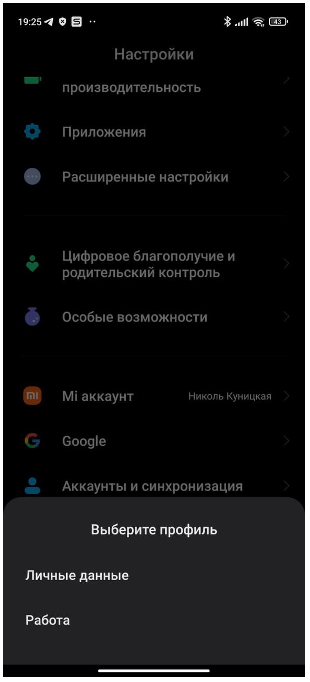 19:25
43
Настройки
производительность
Приложения
Расширенные настройки
Цифровое благополучие и
родительский контроль
Особые возможности
Mi аккаунт Николь Куницкая
Google
Аккаунты и синхронизация
Выберите профиль
Личные данные
Работа